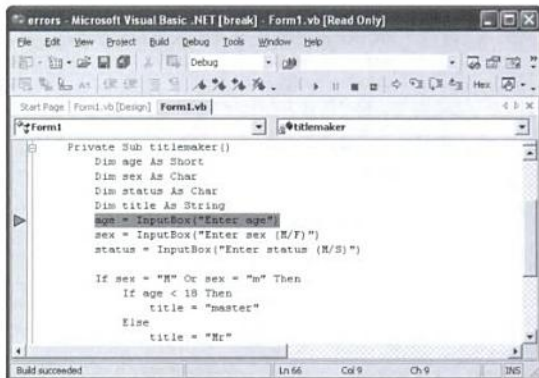 errors - Microsoft Visual Basic .NET [break] - Form1.vb [Read Only]
File Edit View Project Build Debug Tools Window Help
Debug
Hex
Start Page Form1.vb [Design] Form1.vb
Form1 titlemaker
Private Sub titlemaker()
Dim age As Short
Dim sex As Char
Dim status As Char
Dim title As String
age = InputBox("Enter age")
sex = InputBox("Enter sex (M/F)")
status = InputBox("Enter status (M/S)")
If sex = "M" Or sex = "m" Then
If age < 18 Then
title = "master"
Else
title = "Mr"
Build succeeded Ln 66 Col 9 Ch 9 INS